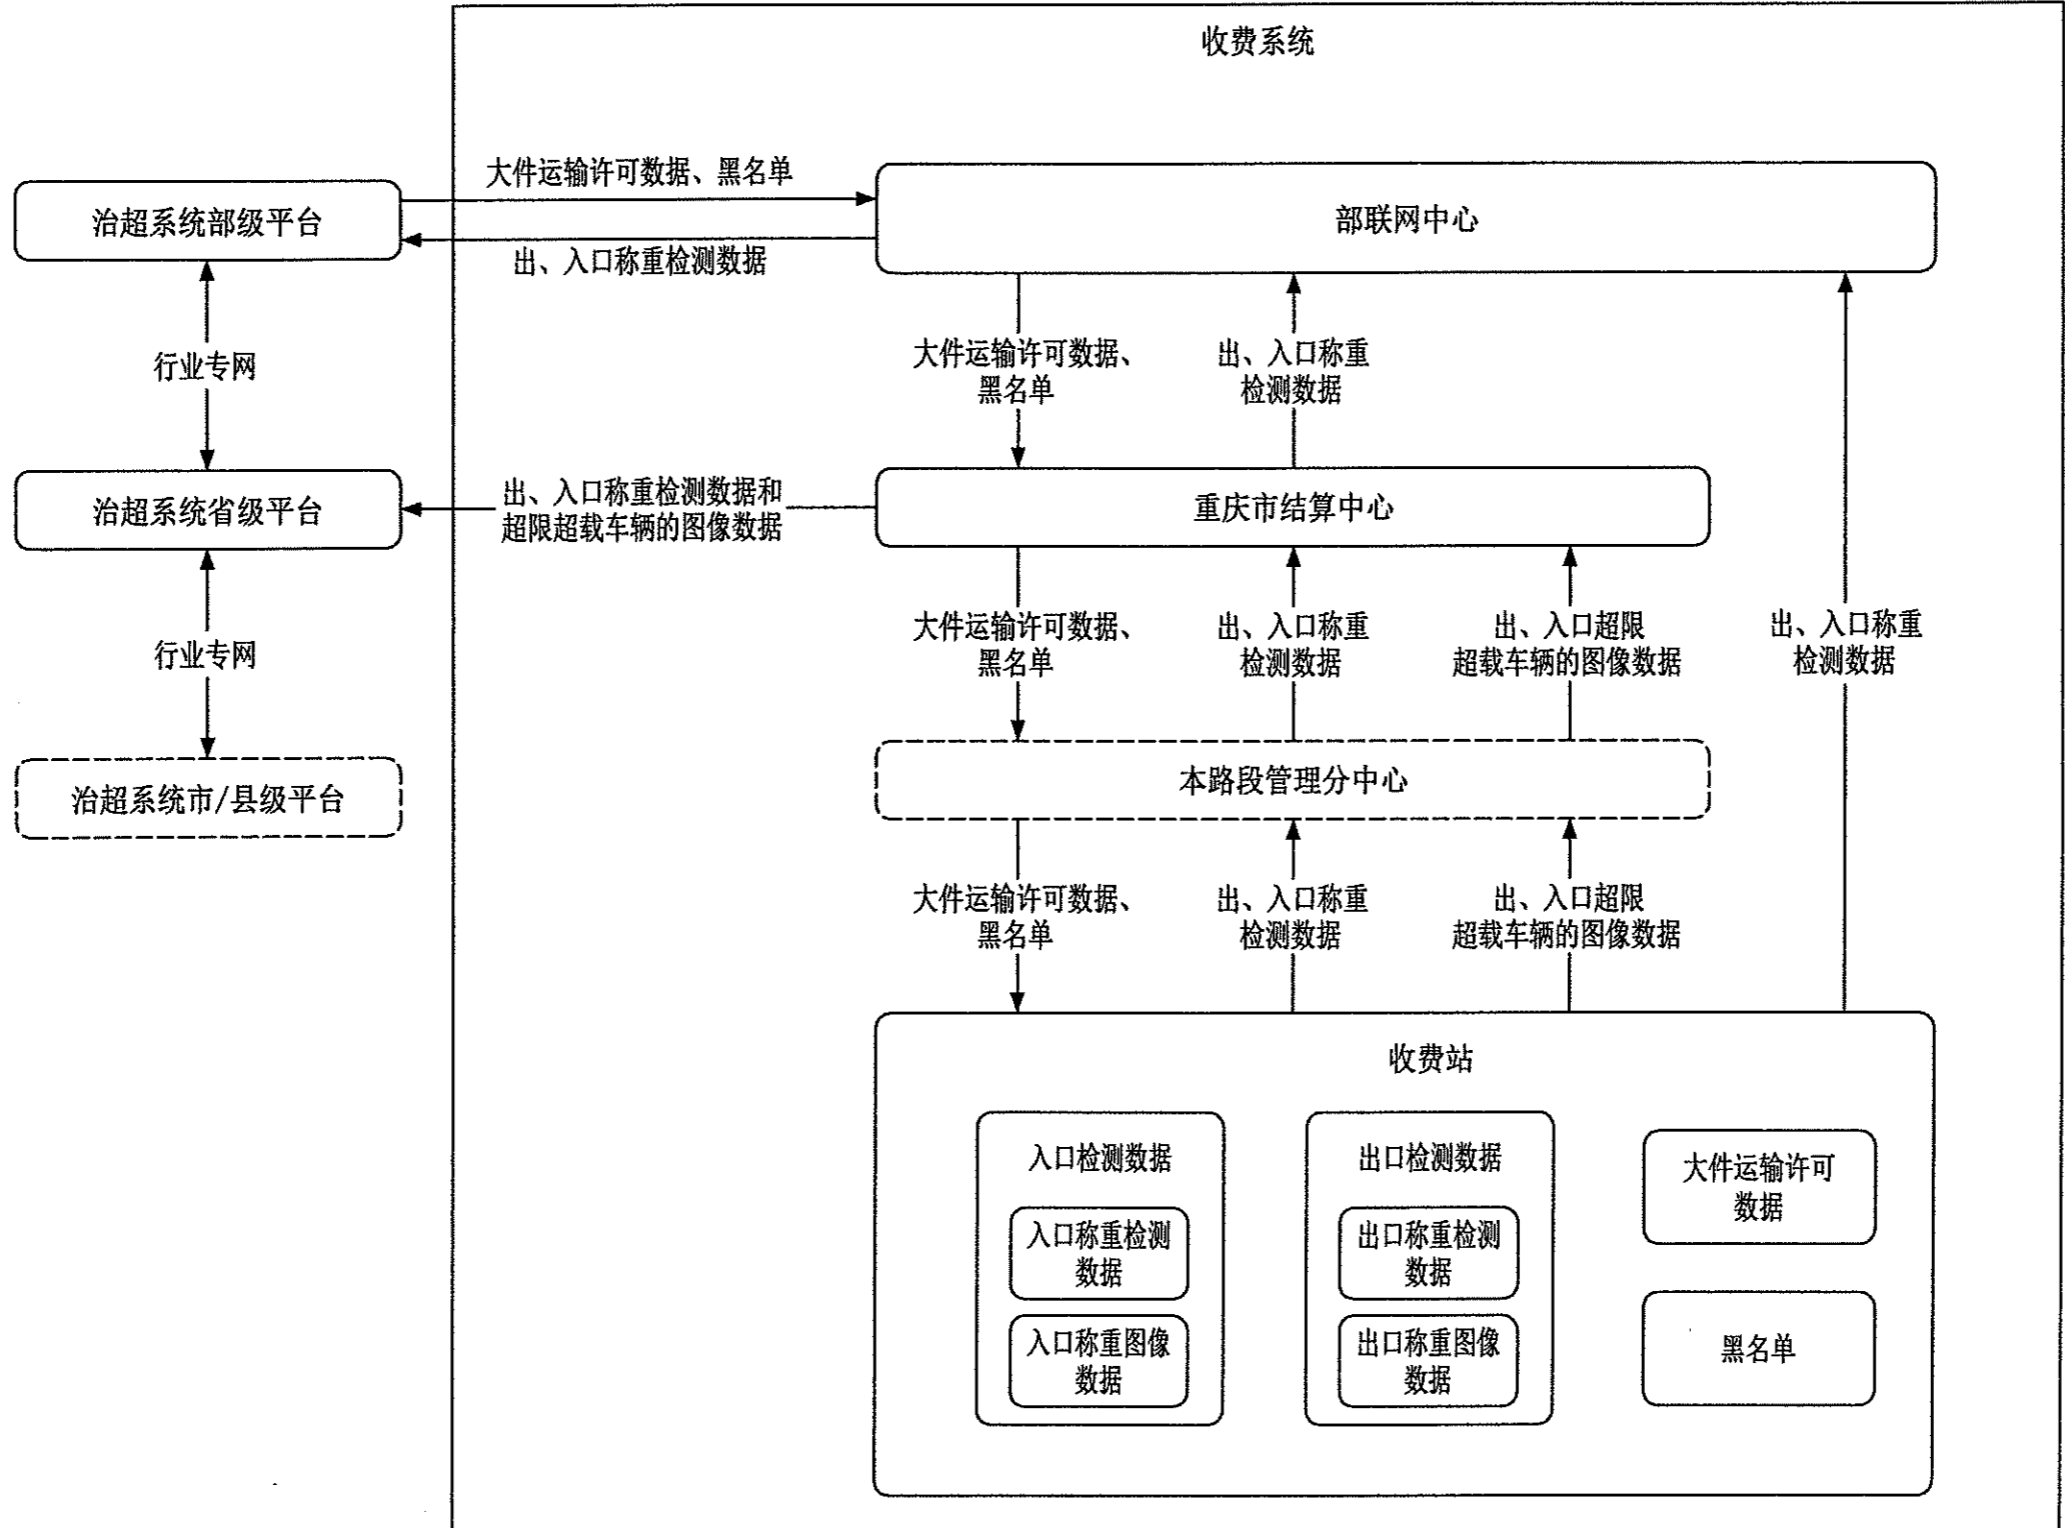 收费系统
大件运输许可数据、黑名单
治超系统部级平台
部联网中心
出、入口称重检测数据
行业专网
大件运输许可数据、
黑名单
出、入口称重
检测数据
治超系统省级平台
出、入口称重检测数据和
超限超载车辆的图像数据
重庆市结算中心
行业专网
大件运输许可数据、
黑名单
出、入口称重
检测数据
出、入口超限
超载车辆的图像数据
出、入口称重
检测数据
治超系统市/县级平台
本路段管理分中心
大件运输许可数据、
黑名单
出、入口称重
检测数据
出、入口超限
超载车辆的图像数据
收费站
入口检测数据
入口称重检测
数据
入口称重图像
数据
出口检测数据
出口称重检测
数据
出口称重图像
数据
大件运输许可
数据
黑名单